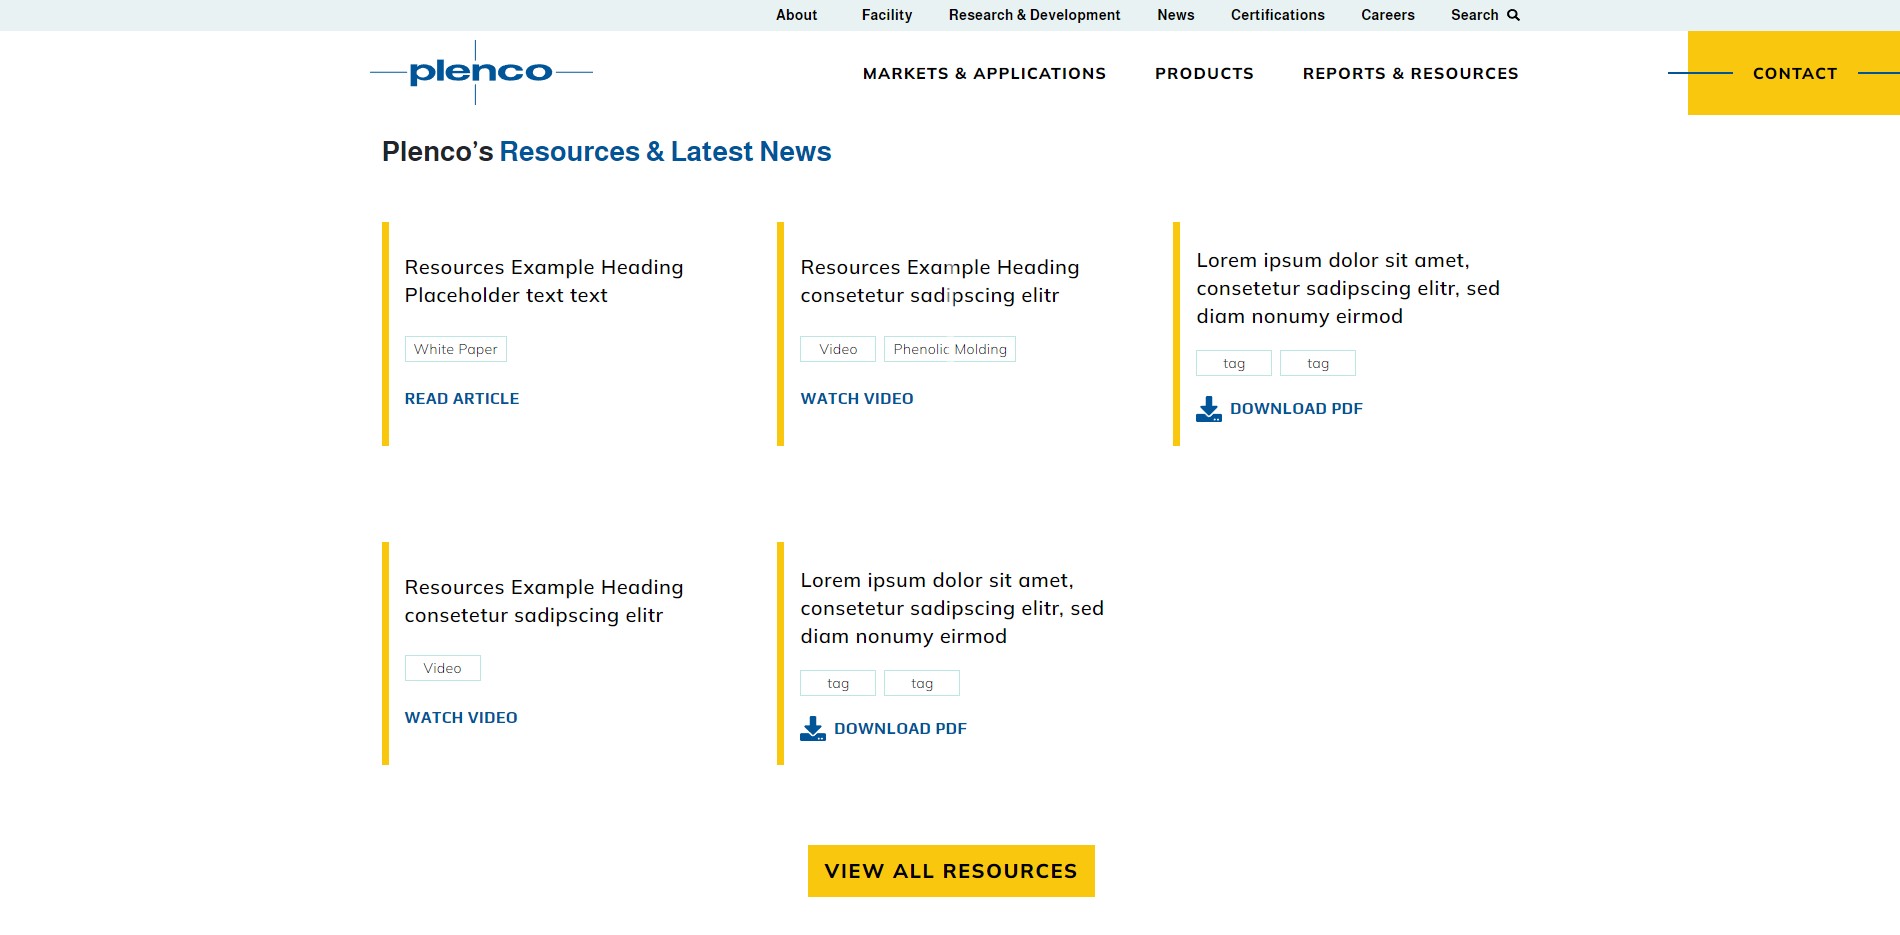 About Facility Research & Development News Certifications Careers Search
plenco
MARKETS & APPLICATIONS PRODUCTS REPORTS & RESOURCES CONTACT
Plenco’s Resources & Latest News
Resources Example Heading
Placeholder text text
White Paper
READ ARTICLE
Resources Example Heading
consetetur sadipscing elitr
Video Phenolic Molding
WATCH VIDEO
Lorem ipsum dolor sit amet,
consetetur sadipscing elitr, sed
diam nonumy eirmod
tag tag
DOWNLOAD PDF
Resources Example Heading
consetetur sadipscing elitr
Video
WATCH VIDEO
Lorem ipsum dolor sit amet,
consetetur sadipscing elitr, sed
diam nonumy eirmod
tag tag
DOWNLOAD PDF
VIEW ALL RESOURCES